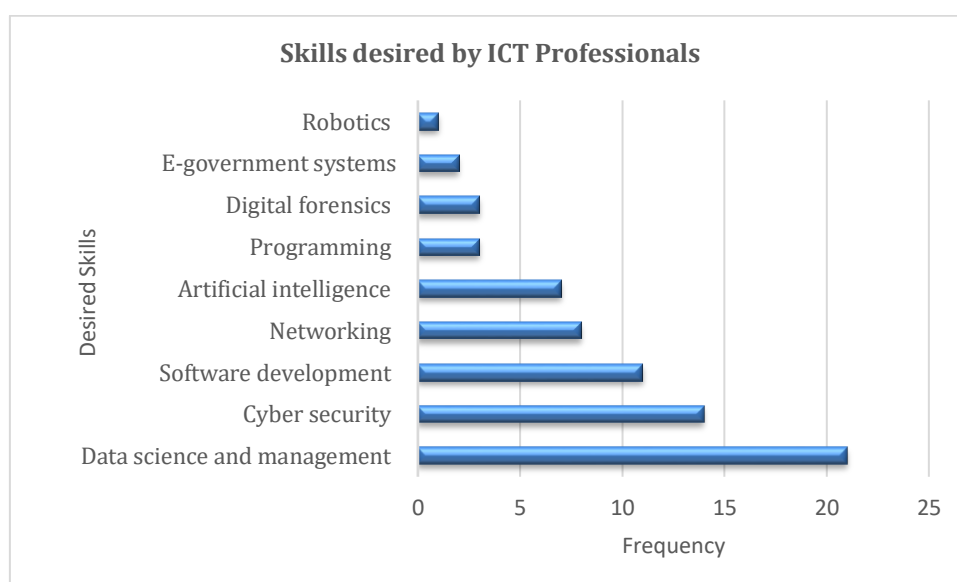 Skills desired by ICT Professionals
Desired Skills
Robotics
E-government systems
Digital forensics
Programming
Artificial intelligence
Networking
Software development
Cyber security
Data science and management
0 5 10 15 20 25
Frequency